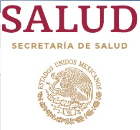 SALUD
SECRETARÍA DE SALUD
ESTADOS UNIDOS MEXICANOS